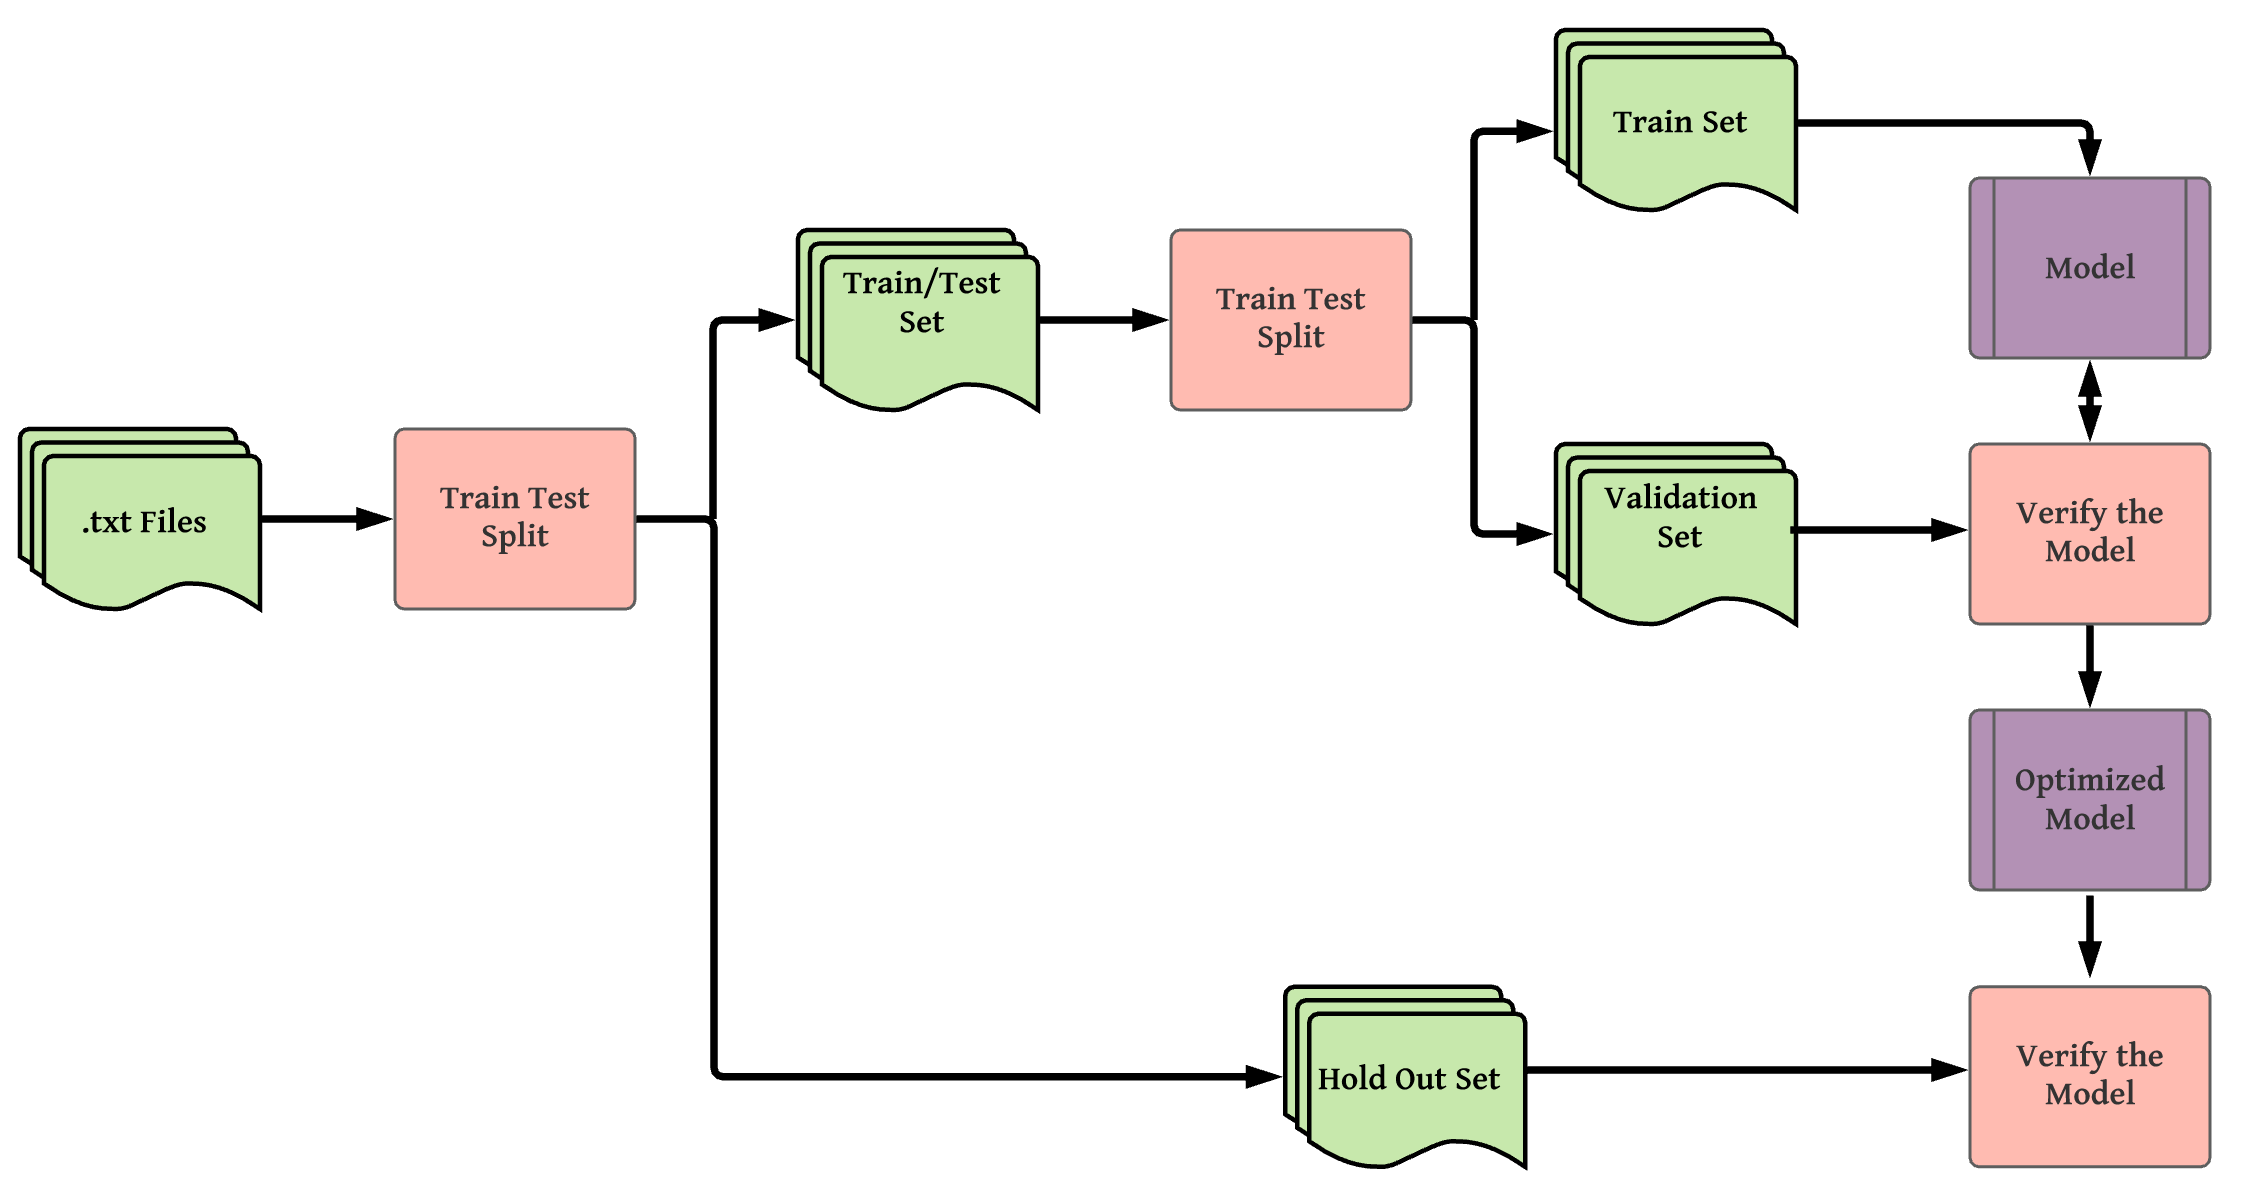 .txt Files
Train Test
Split
Train/Test
Set
Train Test
Split
Train Set
Validation
Set
Model
Verify the
Model
Optimized
Model
Hold Out Set
Verify the
Model